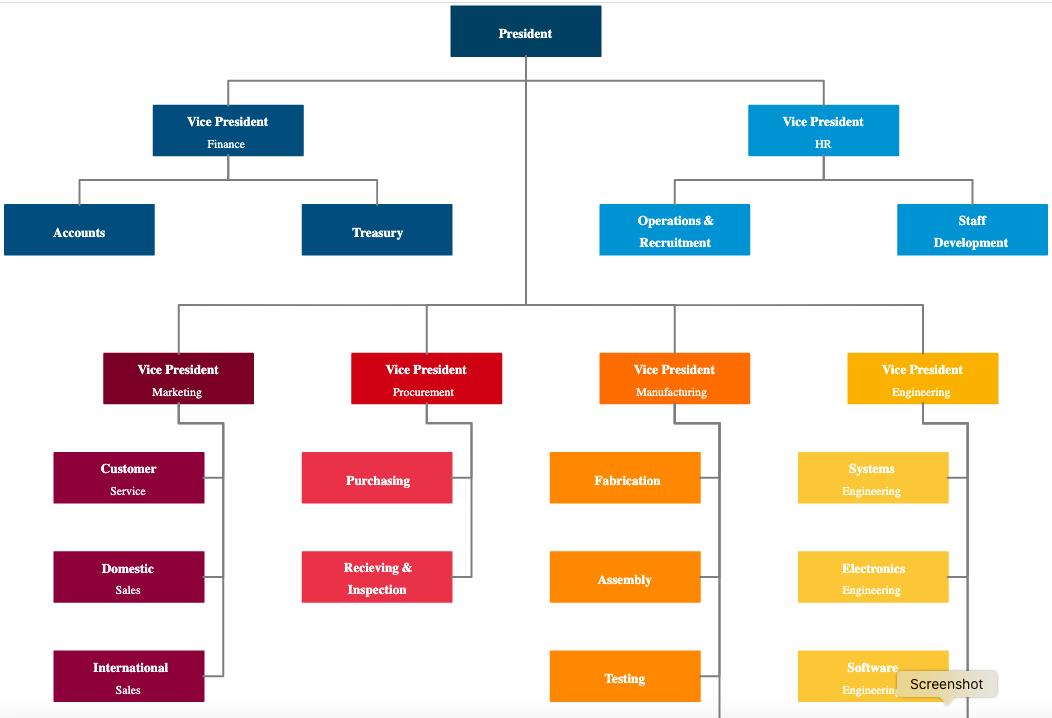 President
Vice President
Finance
Vice President
HR
Accounts
Treasury
Operations &
Recruitment
Staff
Development
Vice President
Marketing
Vice President
Procurement
Vice President
Manufacturing
Vice President
Engineering
Customer
Service
Purchasing
Fabrication
Systems
Engineering
Domestic
Sales
Recieving &
Inspection
Assembly
Electronics
Engineering
International
Sales
Testing
Software
Engineering
Screenshot